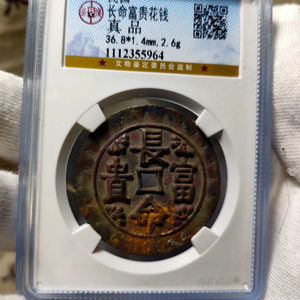 长命富贵花钱
真品
36.8*1.4mm,2.6g
1112355964
★文物鉴定委员会监制★
長命富貴